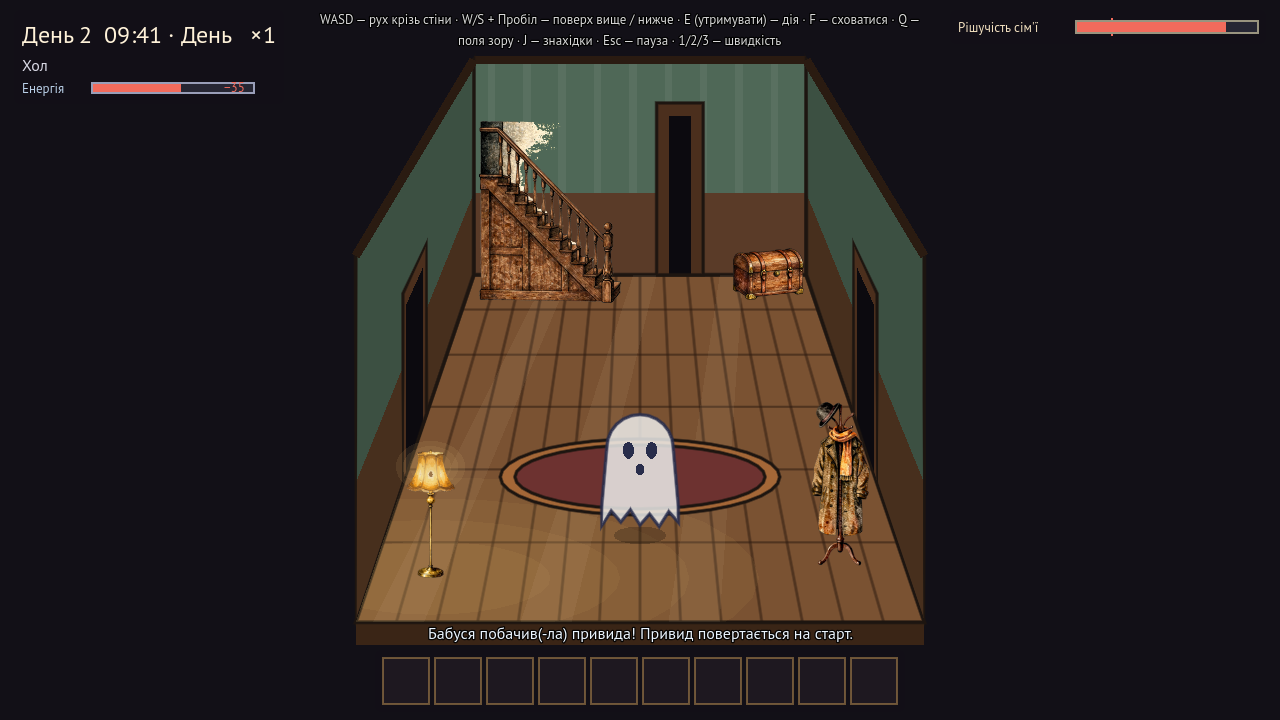 День 2 09:41 · День ×1
WASD — рух крізь стіни · W/S + Пробіл — поверх вище / нижче · E (утримувати) — дія · F — сховатися · Q —
поля зору · J — знахідки · Esc — пауза · 1/2/3 — швидкість
Рішучість сім'ї
Хол
Енергія
−35
Бабуся побачив(-ла) привида! Привид повертається на старт.